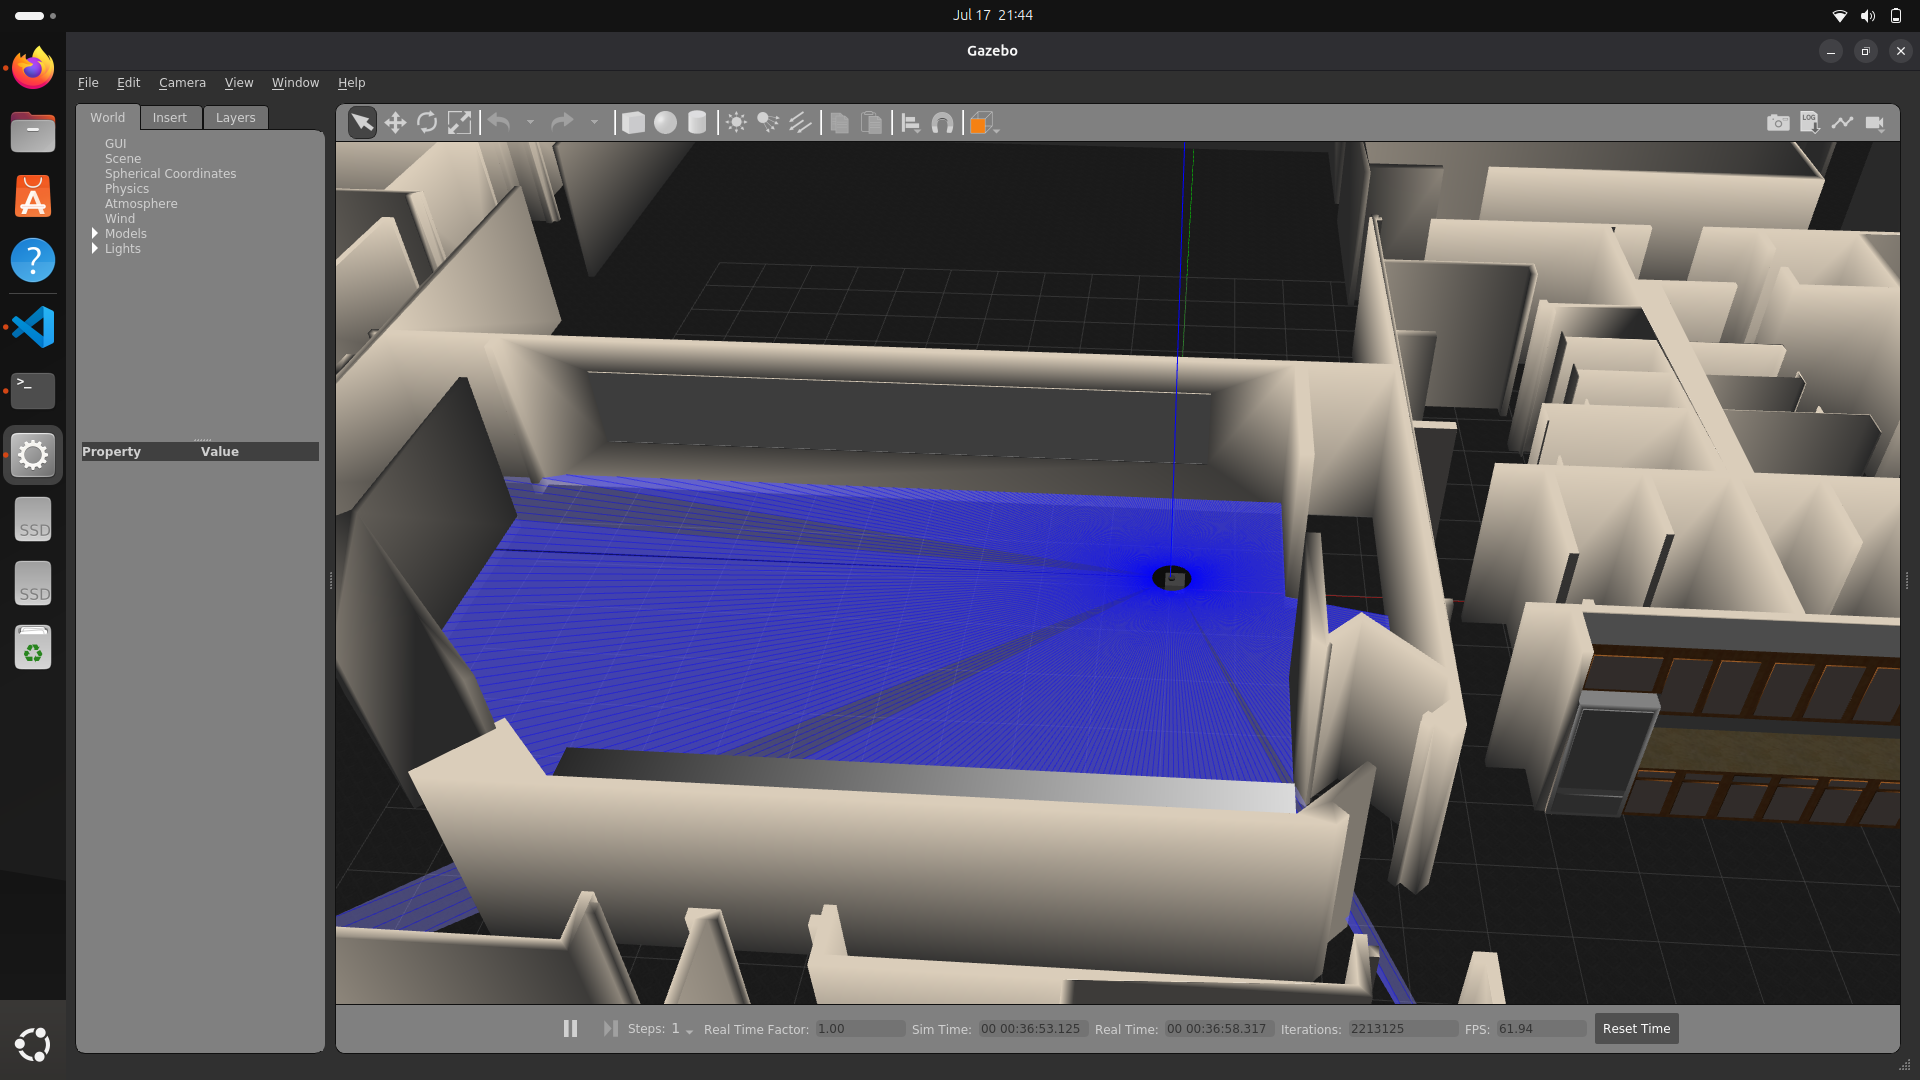 Jul 17 21:44
Gazebo
File Edit Camera View Window Help
World Insert Layers
GUI
Scene
Spherical Coordinates
Physics
Atmosphere
Wind
Models
Lights
Property Value
LOG
>_
?
SSD
SSD
Steps: 1 Real Time Factor: 1.00 Sim Time: 00 00:36:53.125 Real Time: 00 00:36:58.317 Iterations: 2213125 FPS: 61.94 Reset Time